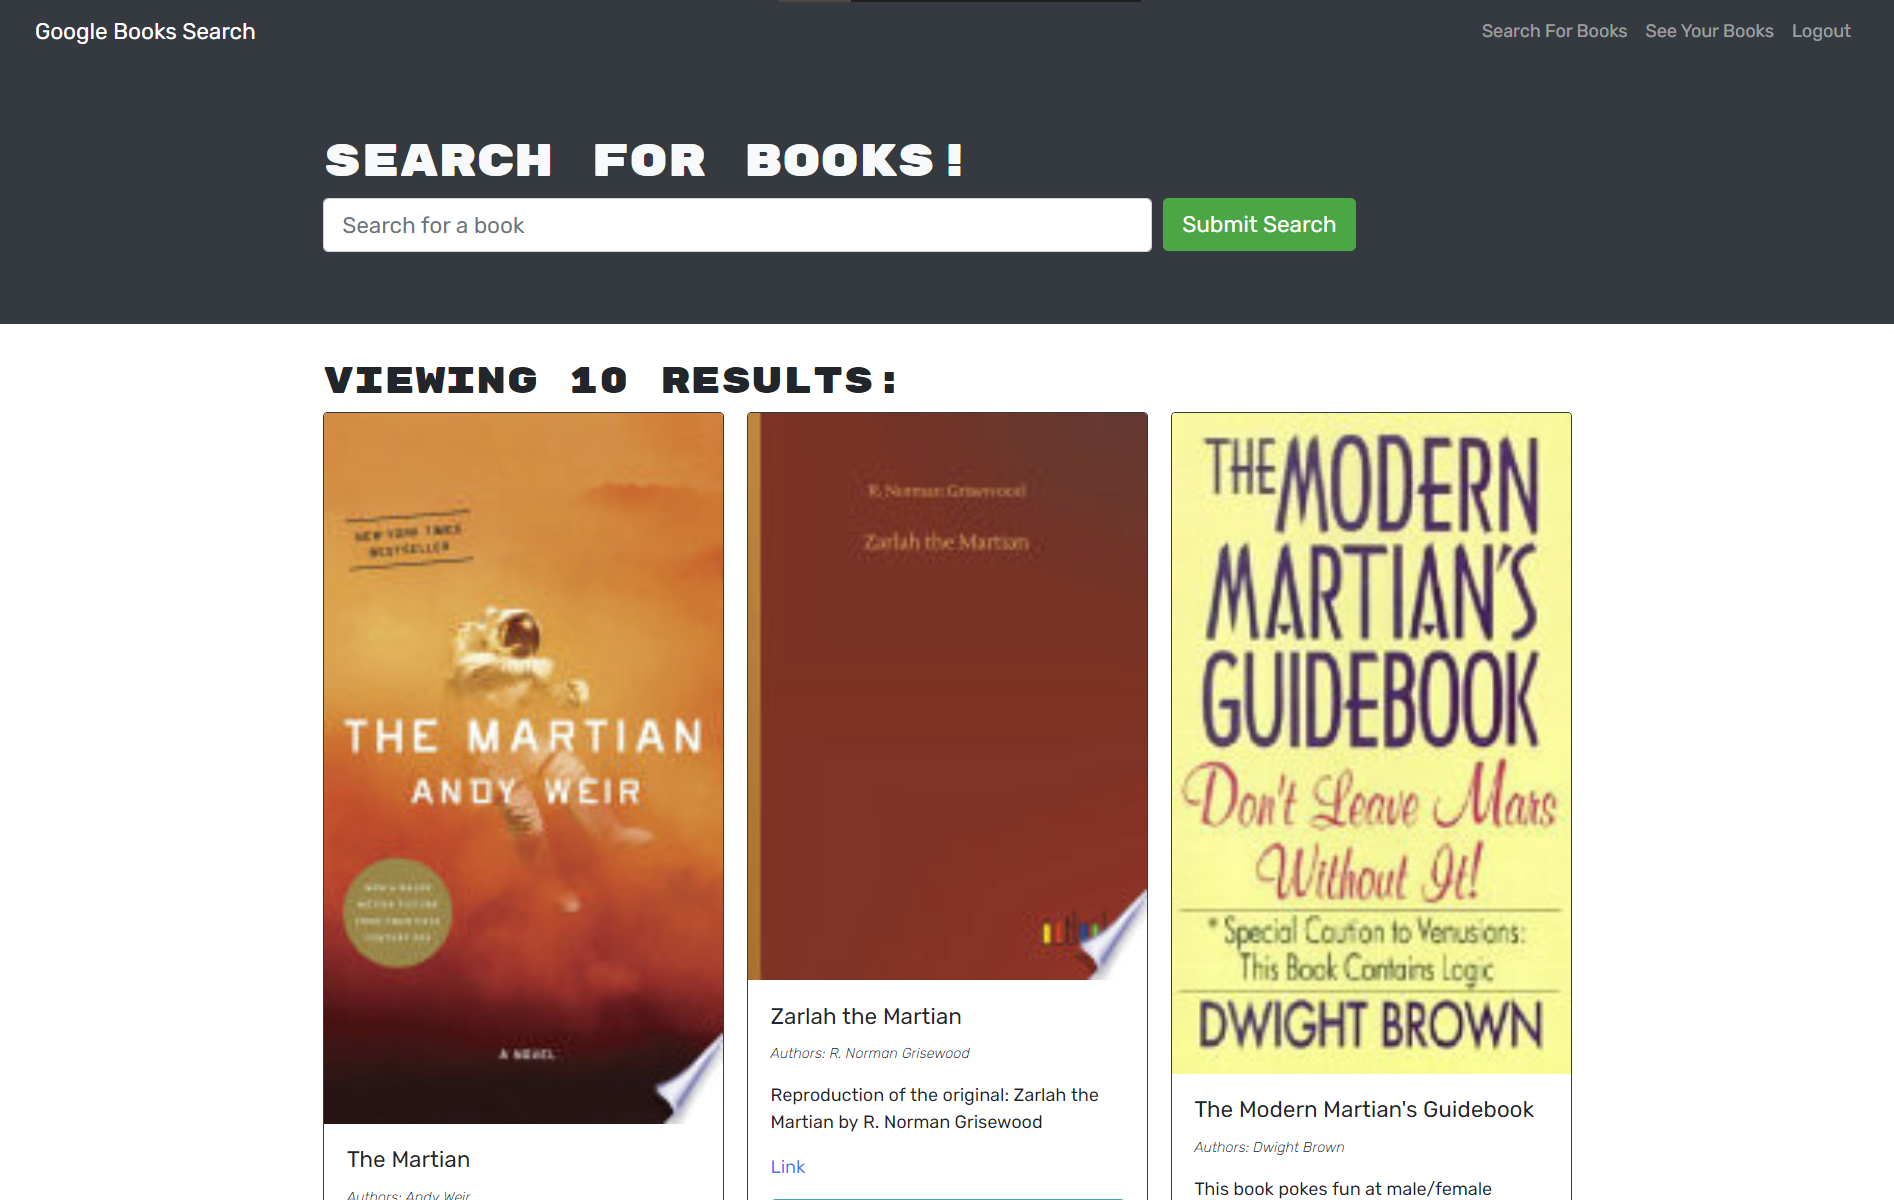 Google Books Search
Search For Books
See Your Books
Logout
SEARCH FOR BOOKS!
Search for a book
Submit Search
VIEWING 10 RESULTS:
NEW YORK TIMES
BESTSELLER
THE MARTIAN
ANDY WEIR
A NOVEL
The Martian
Authors: Andy Weir
R. Norman Grisewood
Zarlah the Martian
Zarlah the Martian
Authors: R. Norman Grisewood
Reproduction of the original: Zarlah the
Martian by R. Norman Grisewood
Link
THE MODERN
MARTIAN'S
GUIDEBOOK
Don't Leave Mars
Without It!
* Special Caution to Venusians:
This Book Contains Logic
DWIGHT BROWN
The Modern Martian's Guidebook
Authors: Dwight Brown
This book pokes fun at male/female